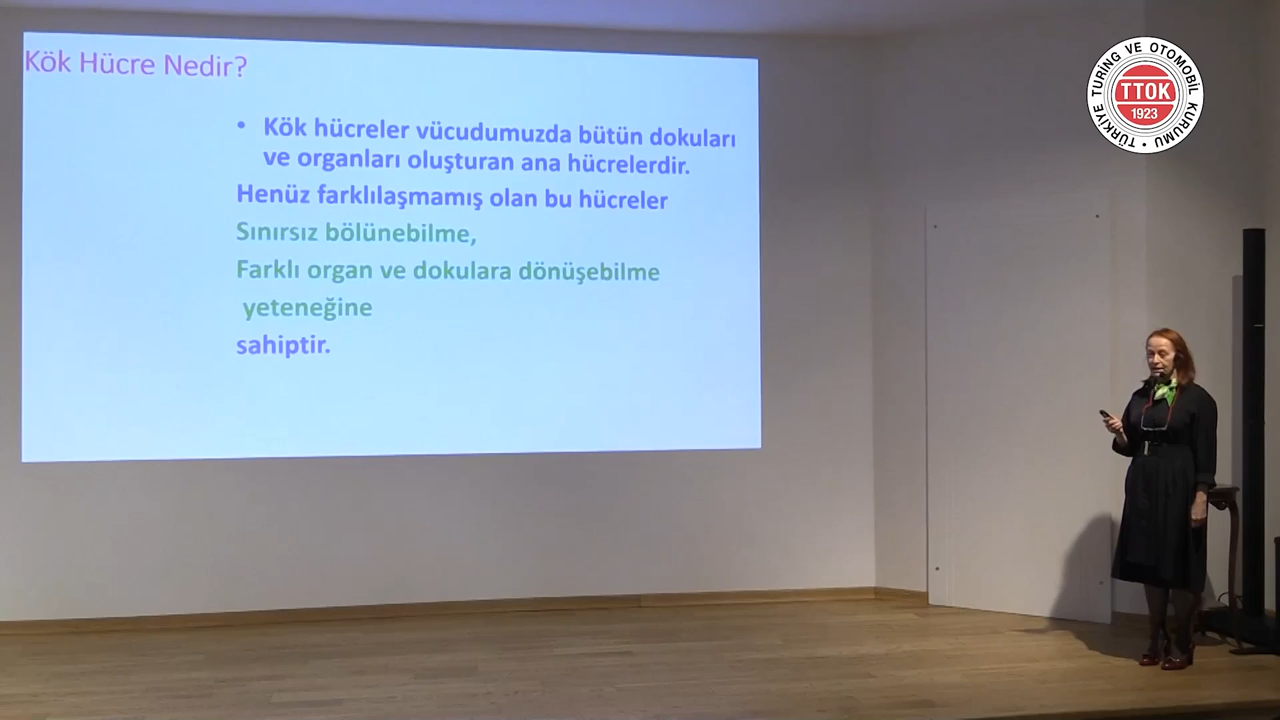 Kök Hücre Nedir?
• Kök hücreler vücudumuzda bütün dokuları
ve organları oluşturan ana hücrelerdir.
Henüz farklılaşmamış olan bu hücreler
Sınırsız bölünebilme,
Farklı organ ve dokulara dönüşebilme
yeteneğine
sahiptir.
TÜRKİYE TURİNG VE OTOMOBİL KURUMU •
TTOK
1923